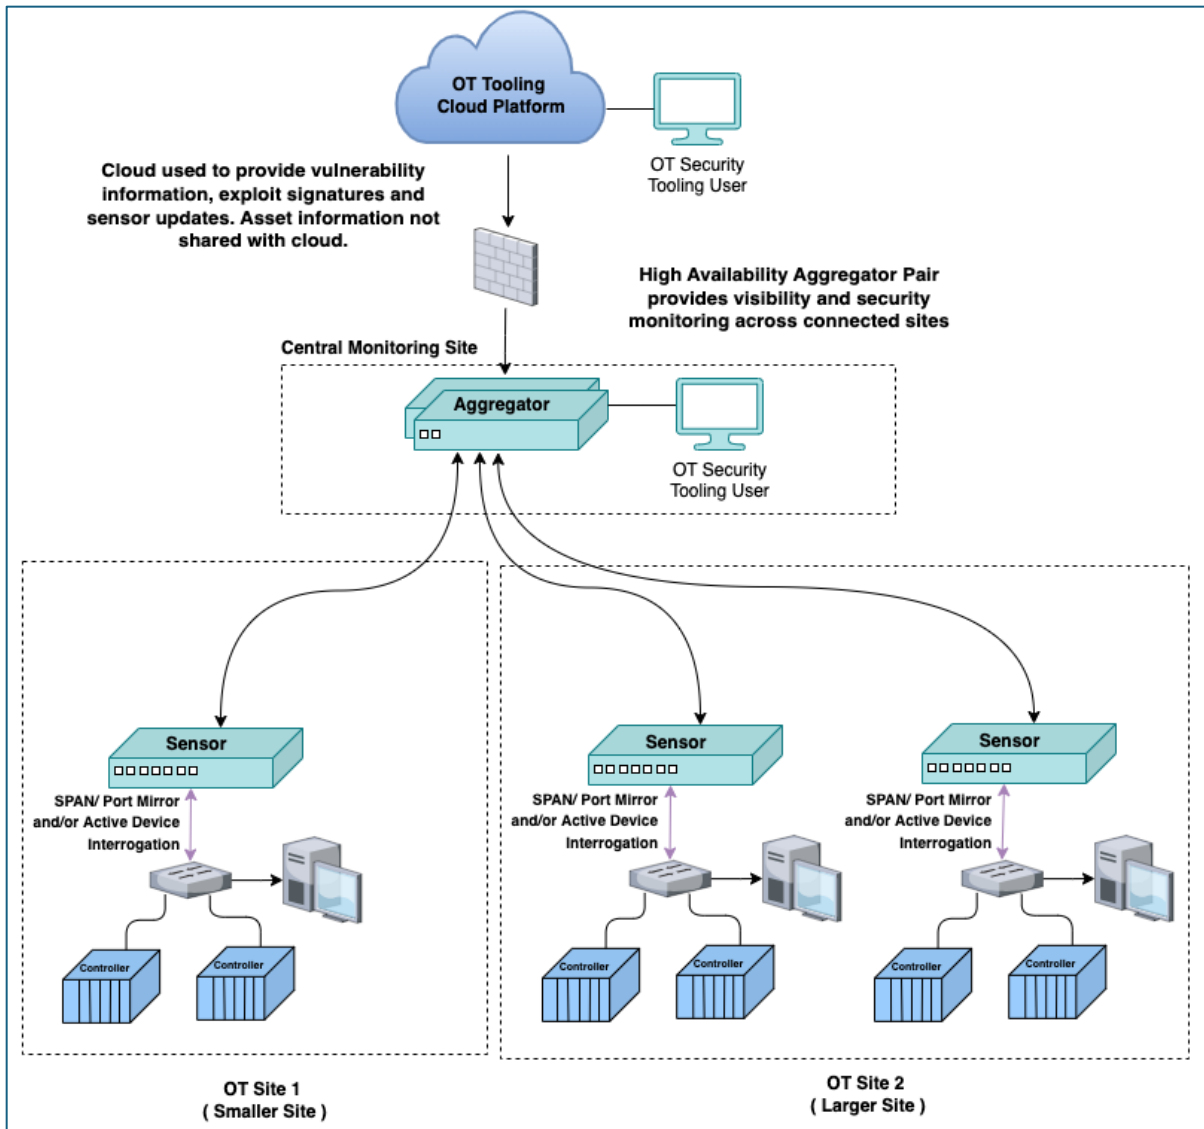 OT Tooling
Cloud Platform
OT Security
Tooling User
Cloud used to provide vulnerability
information, exploit signatures and
sensor updates. Asset information not
shared with cloud.
High Availability Aggregator Pair
provides visibility and security
monitoring across connected sites
Central Monitoring Site
Aggregator
OT Security
Tooling User
Sensor
SPAN/ Port Mirror
and/or Active Device
Interrogation
Controller
Controller
Sensor
SPAN/ Port Mirror
and/or Active Device
Interrogation
Controller
Controller
Sensor
SPAN/ Port Mirror
and/or Active Device
Interrogation
Controller
Controller
OT Site 1
( Smaller Site )
OT Site 2
( Larger Site )